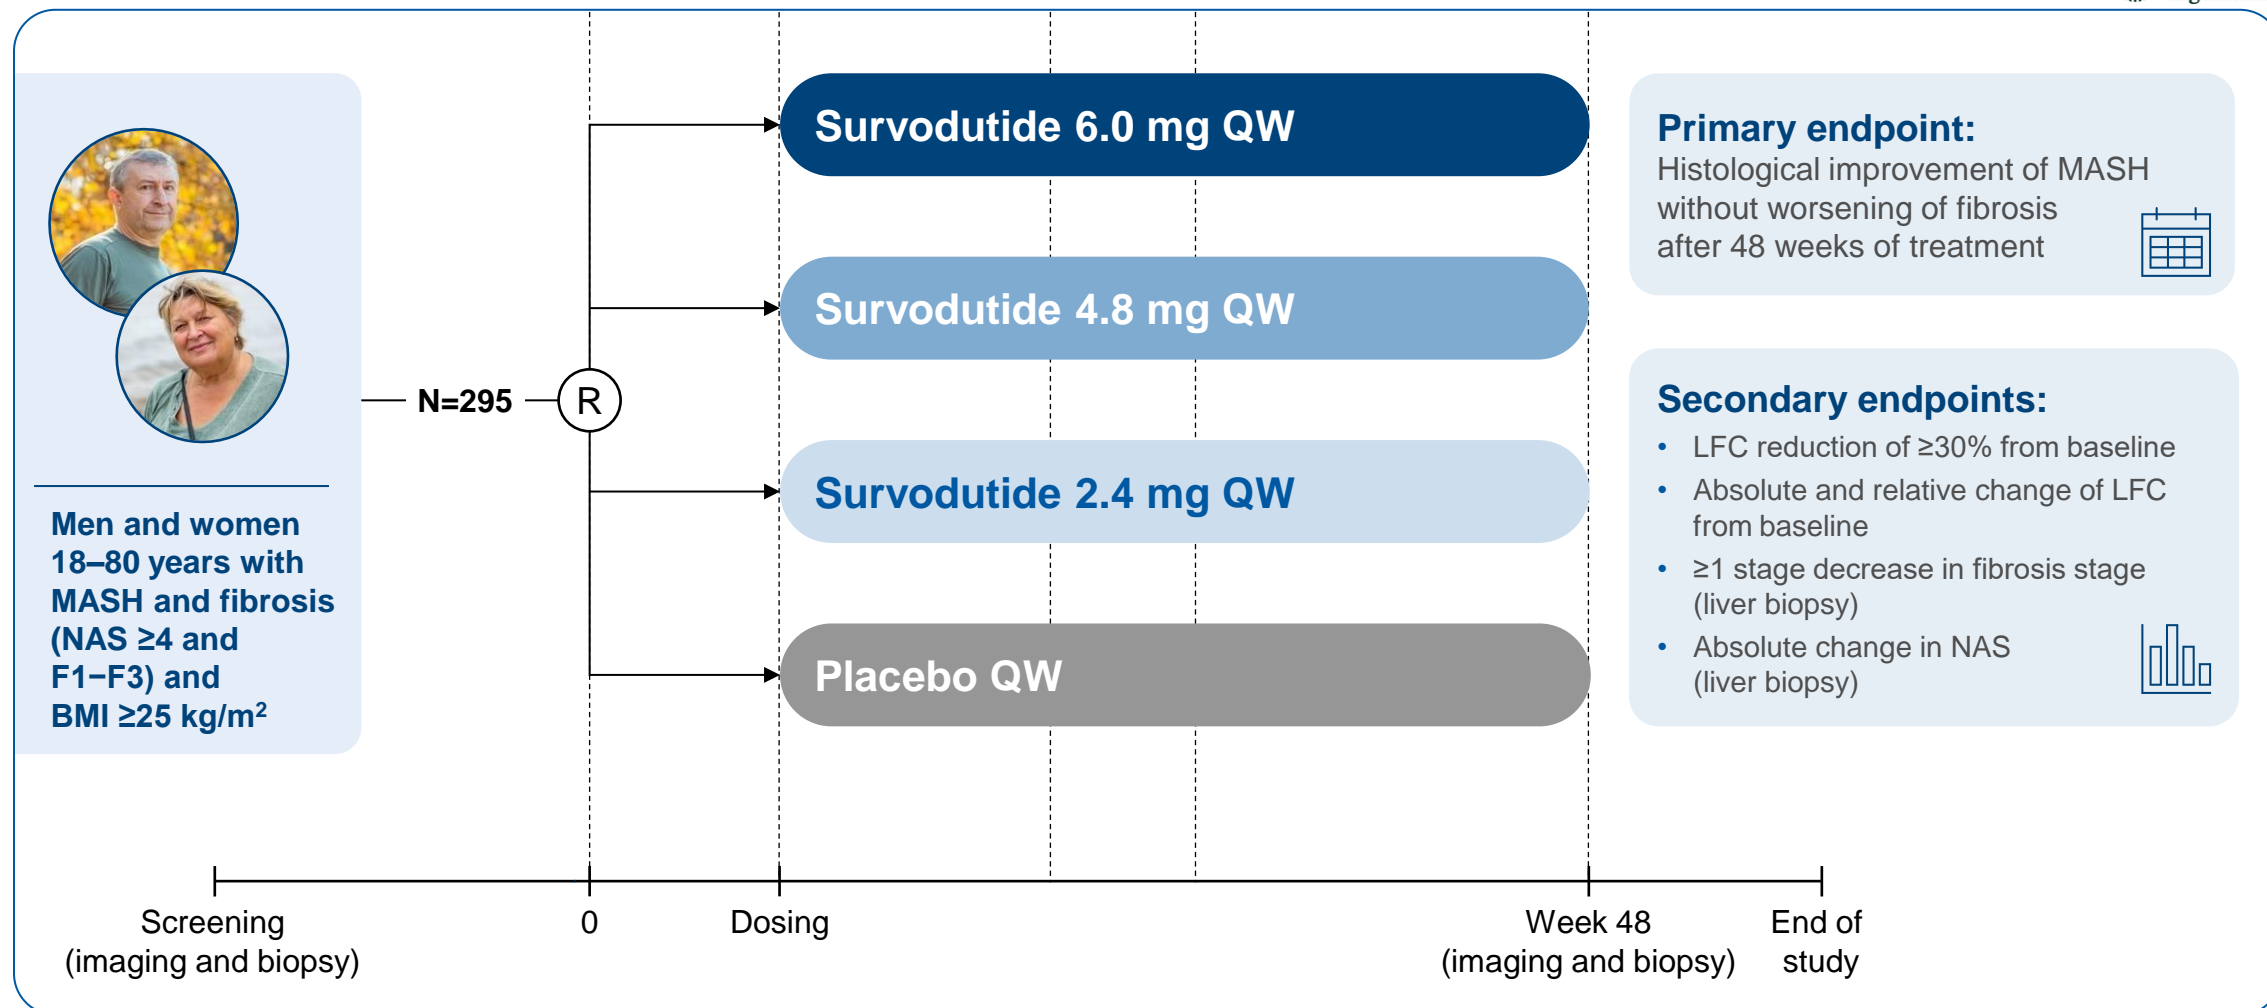 Men and women
18–80 years with
MASH and fibrosis
(NAS ≥4 and
F1−F3) and
BMI ≥25 kg/m²
N=295
R
Survodutide 6.0 mg QW
Survodutide 4.8 mg QW
Survodutide 2.4 mg QW
Placebo QW
Primary endpoint:
Histological improvement of MASH
without worsening of fibrosis
after 48 weeks of treatment
Secondary endpoints:
• LFC reduction of ≥30% from baseline
• Absolute and relative change of LFC
from baseline
• ≥1 stage decrease in fibrosis stage
(liver biopsy)
• Absolute change in NAS
(liver biopsy)
Screening
(imaging and biopsy)
0
Dosing
Week 48
(imaging and biopsy)
End of
study